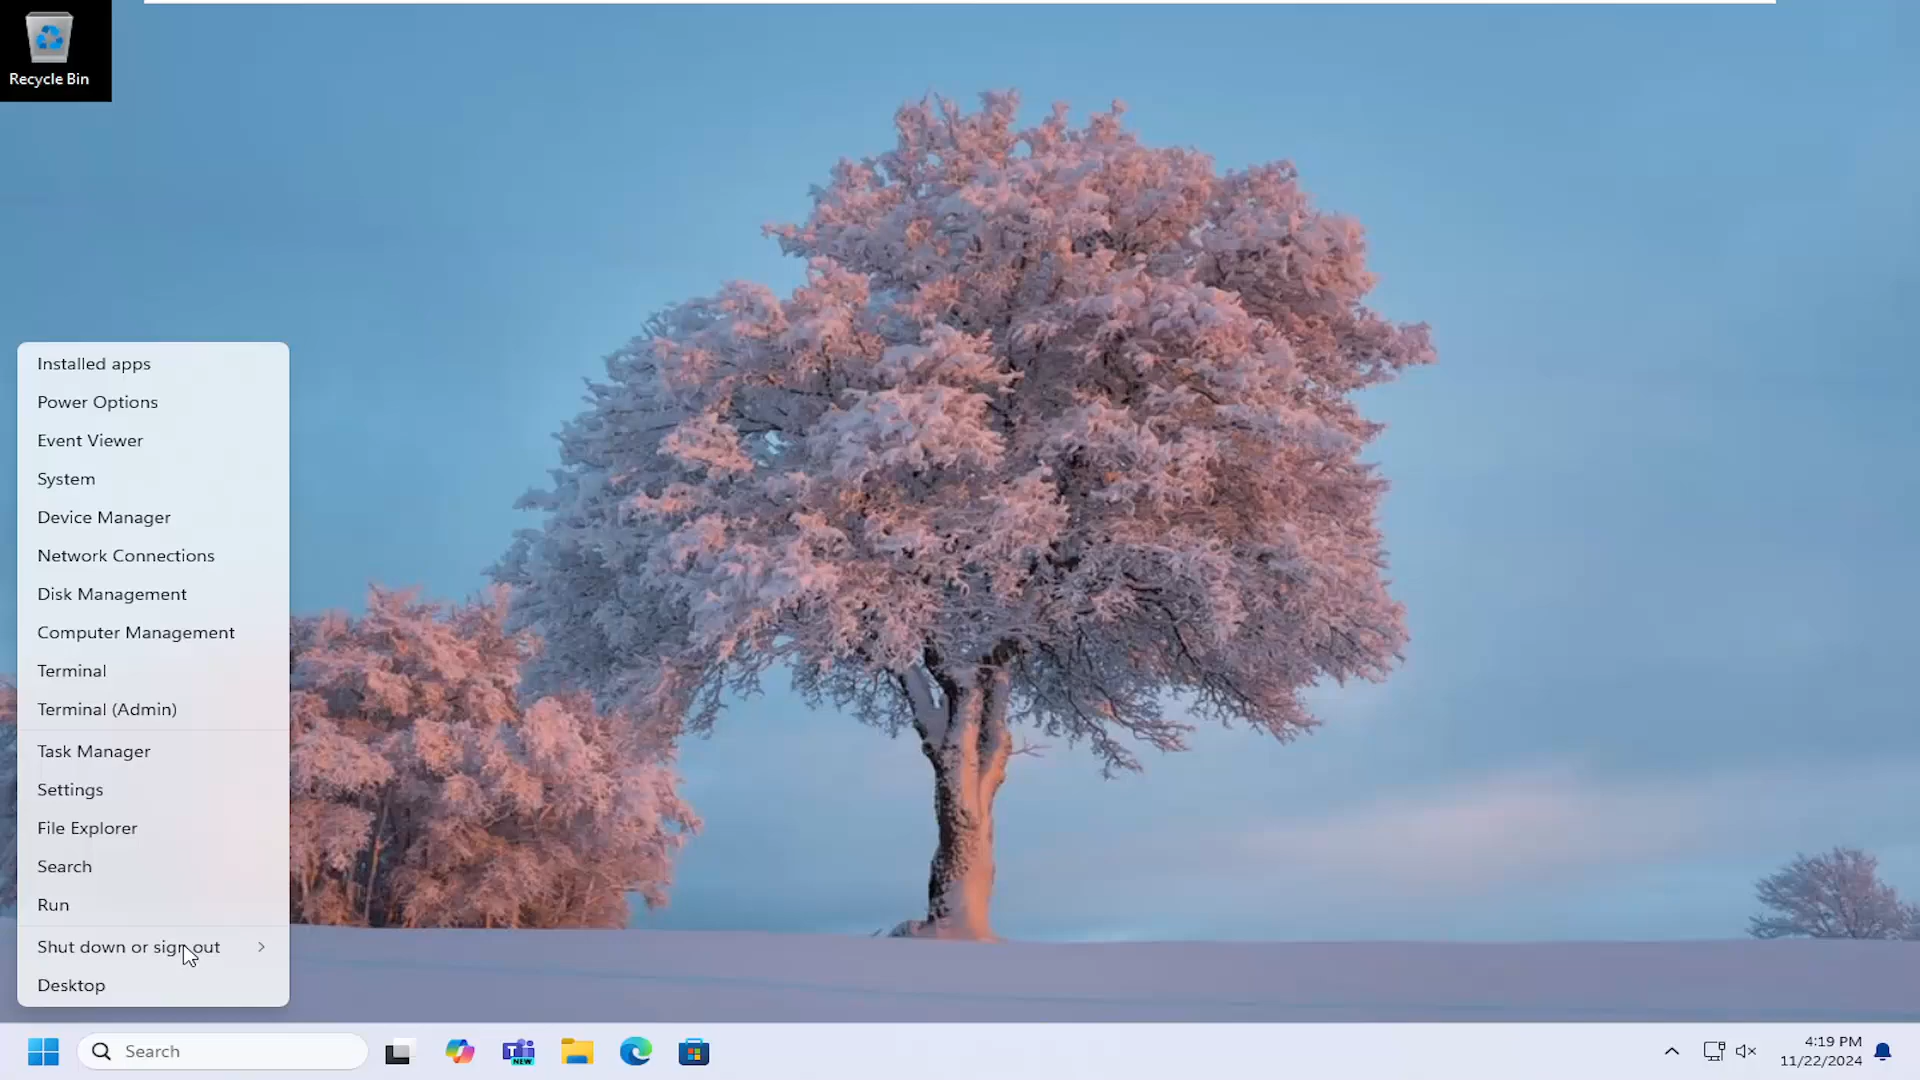 Recycle Bin
Installed apps
Power Options
Event Viewer
System
Device Manager
Network Connections
Disk Management
Computer Management
Terminal
Terminal (Admin)
Task Manager
Settings
File Explorer
Search
Run
Shut down or sign out
Desktop
Search
NEW
4:19 PM
11/22/2024